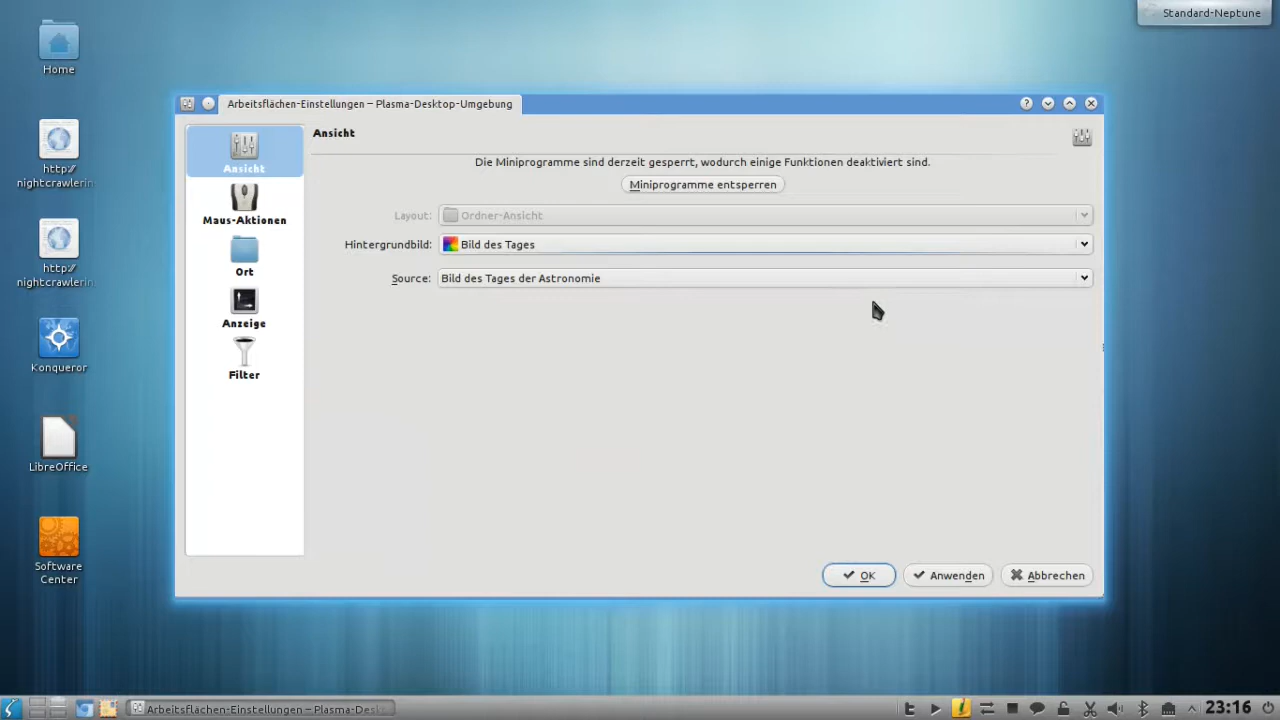 Standard-Neptune
Home
http://
nightcrawlerin
http://
nightcrawlerin
Konqueror
LibreOffice
Software
Center
Arbeitsflächen-Einstellungen – Plasma-Desktop-Umgebung
Ansicht
Maus-Aktionen
Ort
Anzeige
Filter
Ansicht
Die Miniprogramme sind derzeit gesperrt, wodurch einige Funktionen deaktiviert sind.
Miniprogramme entsperren
Layout: Ordner-Ansicht
Hintergrundbild: Bild des Tages
Source: Bild des Tages der Astronomie
OK Anwenden Abbrechen
Arbeitsflächen-Einstellungen – Plasma-Desk
23:16